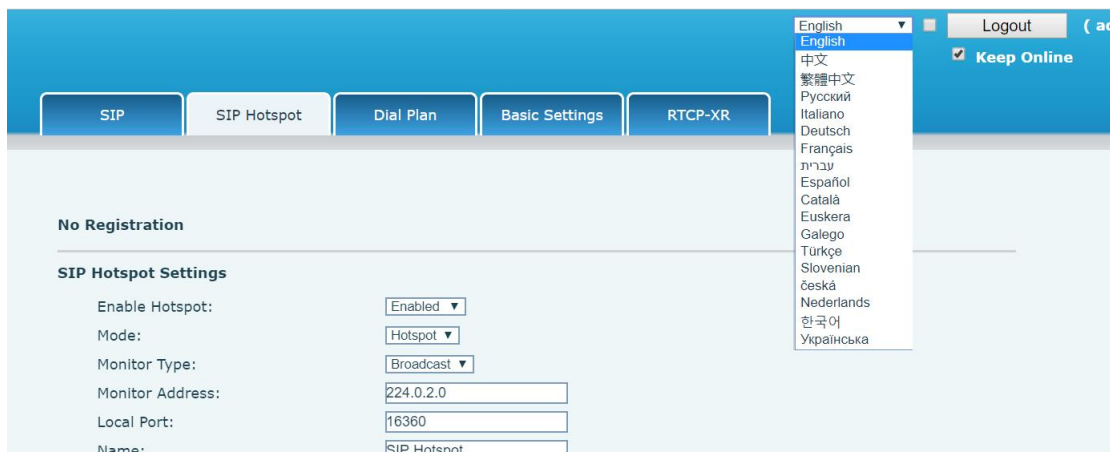 English
Logout
( ad
English
中文
繁體中文
Русский
Italiano
Deutsch
Français
עברית
Español
Català
Euskera
Galego
Türkçe
Slovenian
česká
Nederlands
한국어
Українська
Keep Online
SIP
SIP Hotspot
Dial Plan
Basic Settings
RTCP-XR
No Registration
SIP Hotspot Settings
Enable Hotspot: Enabled
Mode: Hotspot
Monitor Type: Broadcast
Monitor Address: 224.0.2.0
Local Port: 16360
Name: SIP Hotspot